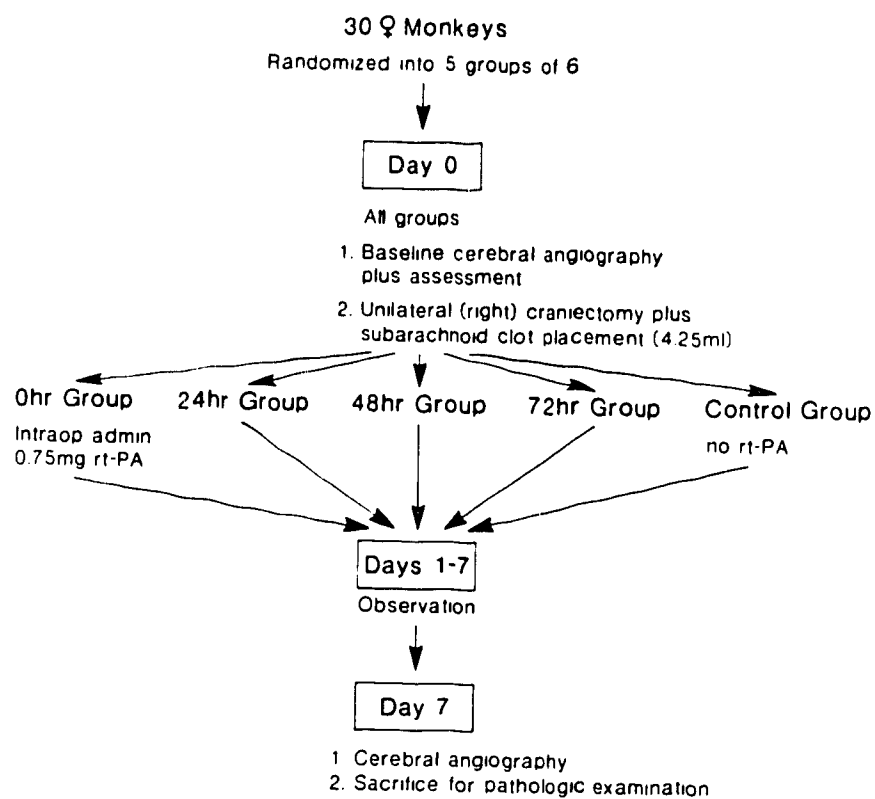 30 ♀ Monkeys
Randomized into 5 groups of 6
Day 0
All groups
1. Baseline cerebral angiography
plus assessment
2. Unilateral (right) craniectomy plus
subarachnoid clot placement (4.25ml)
0hr Group
24hr Group
48hr Group
72hr Group
Control Group
Intraop admin
0.75mg rt-PA
no rt-PA
Days 1-7
Observation
Day 7
1 Cerebral angiography
2. Sacrifice for pathologic examination